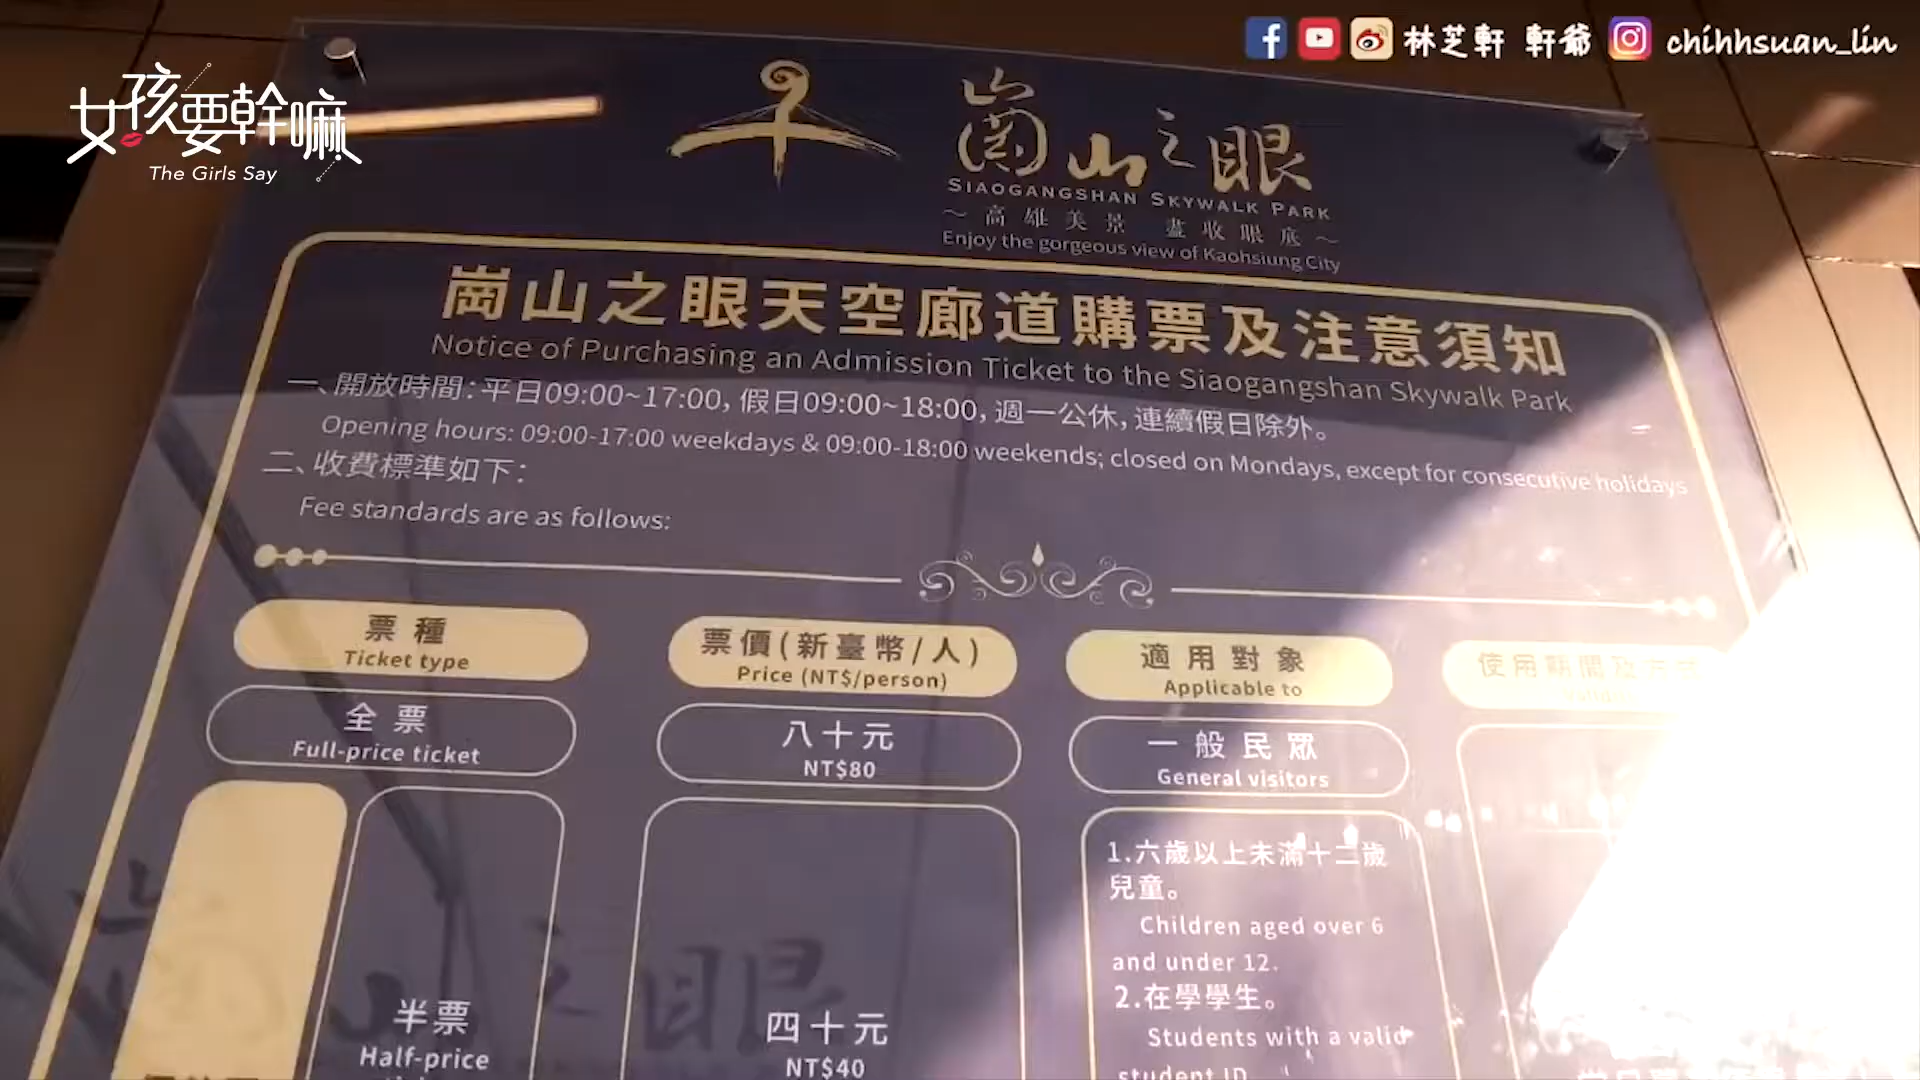 林芝軒 軒爺 chihhsuan_lin
女孩要幹嘛
The Girls Say
崗山之眼
SIAOGANGSHAN SKYWALK PARK
～高雄美景 盡收眼底～
Enjoy the gorgeous view of Kaohsiung City
崗山之眼天空廊道購票及注意須知
Notice of Purchasing an Admission Ticket to the Siaogangshan Skywalk Park
一、開放時間：平日09:00~17:00，假日09:00~18:00，週一公休，連續假日除外。
Opening hours: 09:00-17:00 weekdays & 09:00-18:00 weekends; closed on Mondays, except for consecutive holidays
二、收費標準如下：
Fee standards are as follows:
票種
Ticket type
票價(新臺幣/人)
Price (NT$/person)
適用對象
Applicable to
使用期間及
全票
Full-price ticket
八十元
NT$80
一般民眾
General visitors
半票
Half-price
四十元
NT$40
1.六歲以上未滿十二歲
兒童。
Children aged over 6
and under 12.
2.在學學生。
Students with a valid
student ID